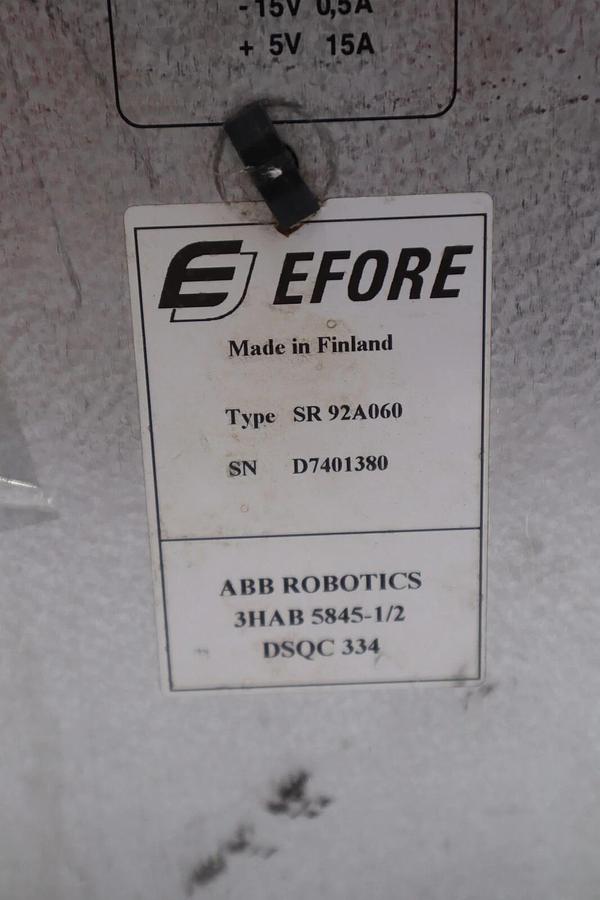 -15V 0,5A
+ 5V 15A
EFORE
Made in Finland
Type SR 92A060
SN D7401380
ABB ROBOTICS
3HAB 5845-1/2
DSQC 334